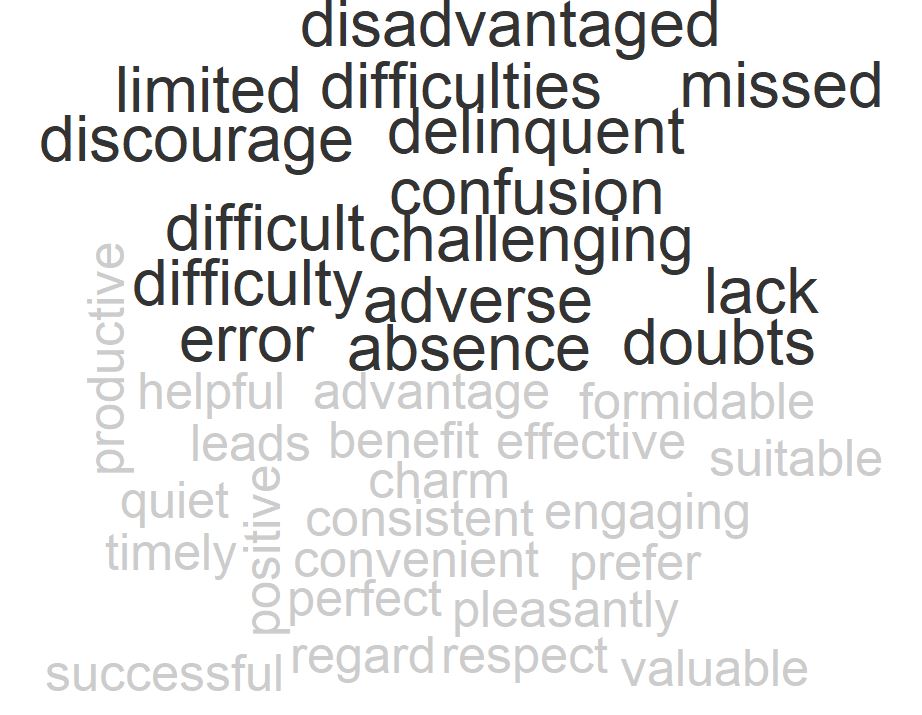 disadvantaged
limited difficulties missed
discourage delinquent
confusion
difficult challenging
productive
difficulty adverse lack
error absence doubts
helpful advantage formidable
leads benefit effective suitable
charm
quiet consistent engaging
positive
timely convenient prefer
perfect pleasantly
successful regard respect valuable